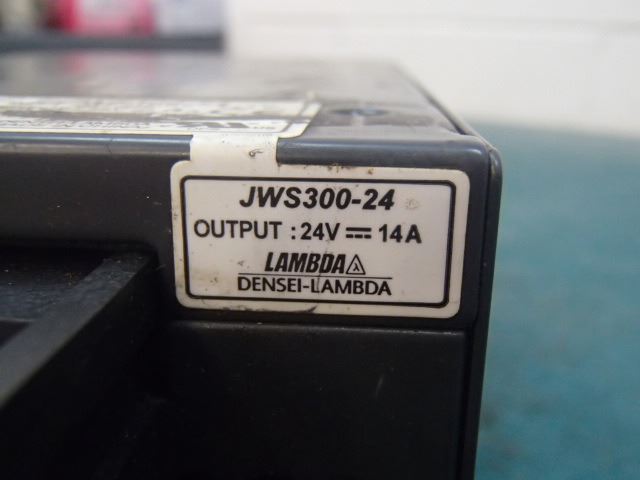 JWS300-24
OUTPUT : 24V ⎓ 14A
LAMBDA
DENSEI-LAMBDA